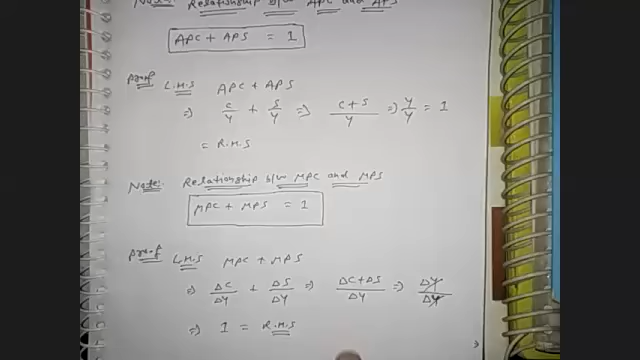 Note:- Relationship b/w APC and APS
APC + APS = 1
Proof L.H.S APC + APS
⇒ C/Y + S/Y ⇒ C+S/Y ⇒ Y/Y = 1
= R.H.S
Note:- Relationship b/w MPC and MPS
MPC + MPS = 1
Proof L.H.S MPC + MPS
⇒ ΔC/ΔY + ΔS/ΔY ⇒ ΔC+ΔS/ΔY ⇒ ΔY/ΔY
⇒ 1 = R.H.S